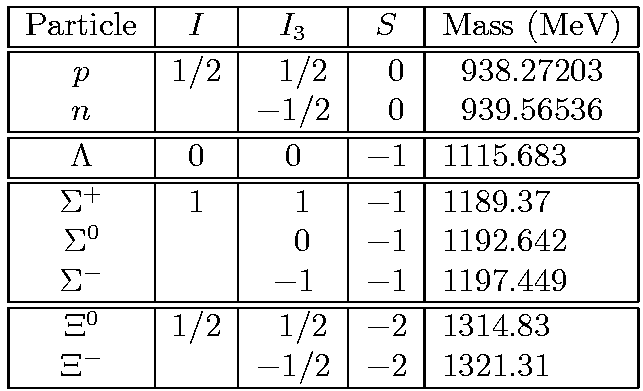 Particle I I₃ S Mass (MeV)
p 1/2 1/2 0 938.27203
n −1/2 0 939.56536
Λ 0 0 −1 1115.683
Σ⁺ 1 1 −1 1189.37
Σ⁰ 0 −1 1192.642
Σ⁻ −1 −1 1197.449
Ξ⁰ 1/2 1/2 −2 1314.83
Ξ⁻ −1/2 −2 1321.31